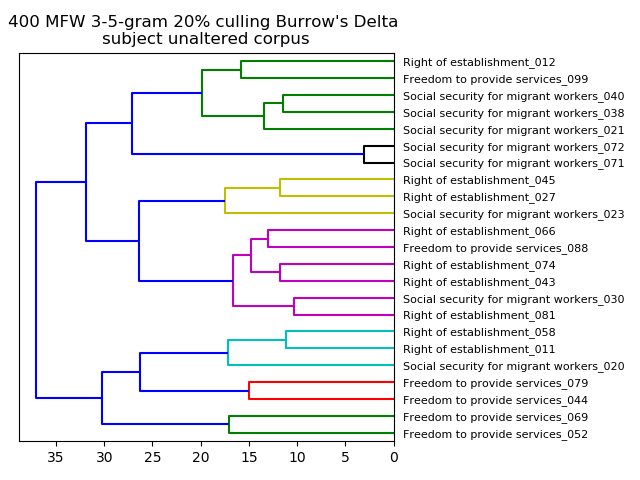 400 MFW 3-5-gram 20% culling Burrow's Delta
subject unaltered corpus
Right of establishment_012
Freedom to provide services_099
Social security for migrant workers_040
Social security for migrant workers_038
Social security for migrant workers_021
Social security for migrant workers_072
Social security for migrant workers_071
Right of establishment_045
Right of establishment_027
Social security for migrant workers_023
Right of establishment_066
Freedom to provide services_088
Right of establishment_074
Right of establishment_043
Social security for migrant workers_030
Right of establishment_081
Right of establishment_058
Right of establishment_011
Social security for migrant workers_020
Freedom to provide services_079
Freedom to provide services_044
Freedom to provide services_069
Freedom to provide services_052
35 30 25 20 15 10 5 0